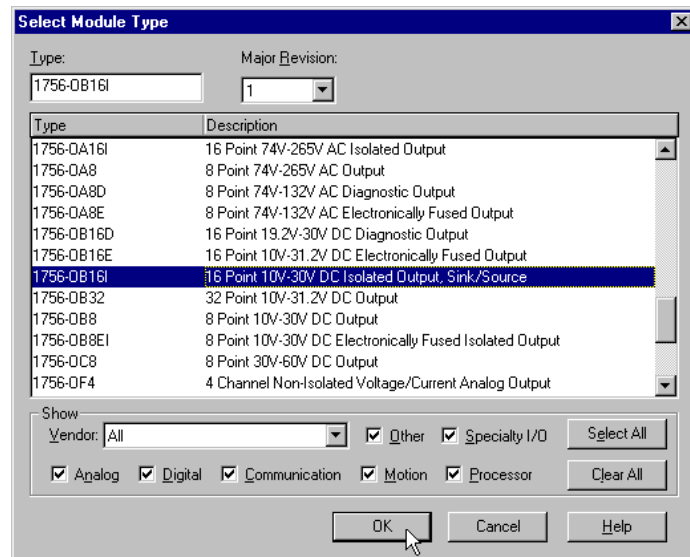 Select Module Type
Type:
Major Revision:
1756-OB16I
1
Type Description
1756-OA16I 16 Point 74V-265V AC Isolated Output
1756-OA8 8 Point 74V-265V AC Output
1756-OA8D 8 Point 74V-132V AC Diagnostic Output
1756-OA8E 8 Point 74V-132V AC Electronically Fused Output
1756-OB16D 16 Point 19.2V-30V DC Diagnostic Output
1756-OB16E 16 Point 10V-31.2V DC Electronically Fused Output
1756-OB16I 16 Point 10V-30V DC Isolated Output, Sink/Source
1756-OB32 32 Point 10V-31.2V DC Output
1756-OB8 8 Point 10V-30V DC Output
1756-OB8EI 8 Point 10V-30V DC Electronically Fused Isolated Output
1756-OC8 8 Point 30V-60V DC Output
1756-OF4 4 Channel Non-Isolated Voltage/Current Analog Output
Show
Vendor: All Other Specialty I/O Select All
Analog Digital Communication Motion Processor Clear All
OK Cancel Help